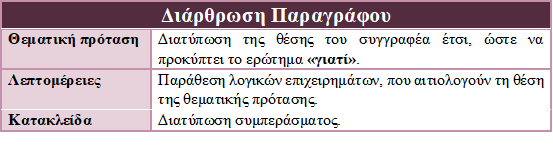 Διάρθρωση Παραγράφου
Θεματική πρόταση Διατύπωση της θέσης του συγγραφέα έτσι, ώστε να
προκύπτει το ερώτημα «γιατί».
Λεπτομέρειες Παράθεση λογικών επιχειρημάτων, που αιτιολογούν τη θέση
της θεματικής πρότασης.
Κατακλείδα Διατύπωση συμπεράσματος.